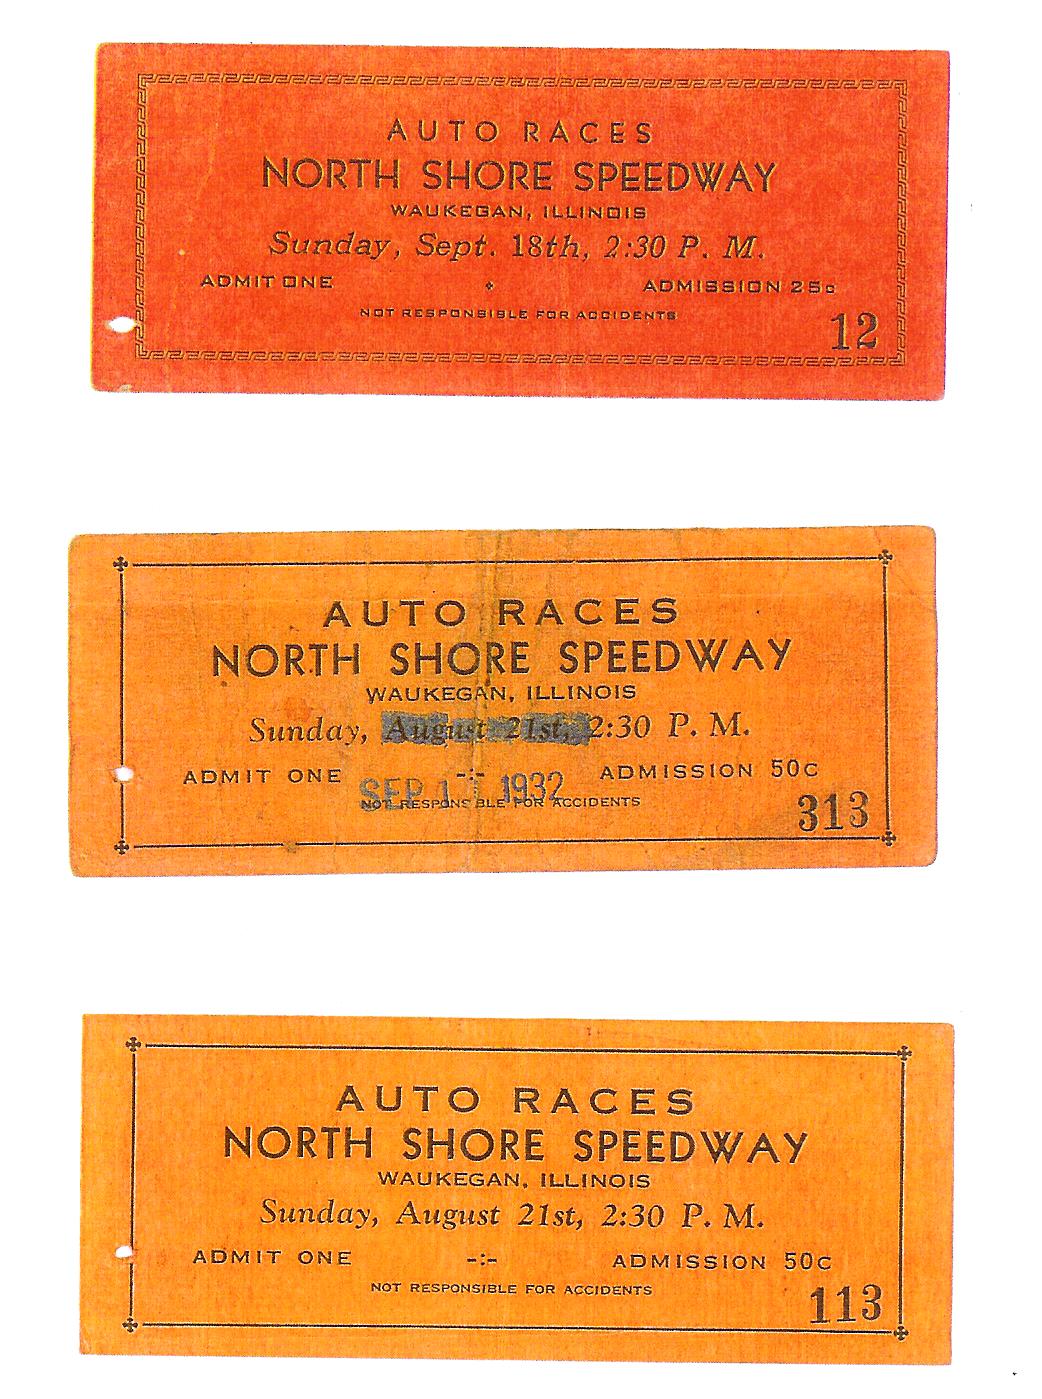 AUTO RACES
NORTH SHORE SPEEDWAY
WAUKEGAN, ILLINOIS
Sunday, Sept. 18th, 2:30 P. M.
ADMIT ONE ADMISSION 25c
NOT RESPONSIBLE FOR ACCIDENTS
12
AUTO RACES
NORTH SHORE SPEEDWAY
WAUKEGAN, ILLINOIS
Sunday, August 21st, 2:30 P. M.
ADMIT ONE -:- ADMISSION 50c
SEP 1932
NOT RESPONSIBLE FOR ACCIDENTS
313
AUTO RACES
NORTH SHORE SPEEDWAY
WAUKEGAN, ILLINOIS
Sunday, August 21st, 2:30 P. M.
ADMIT ONE -:- ADMISSION 50c
NOT RESPONSIBLE FOR ACCIDENTS
113